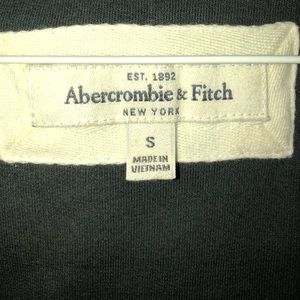 EST. 1892
Abercrombie & Fitch
NEW YORK
S
MADE IN
VIETNAM